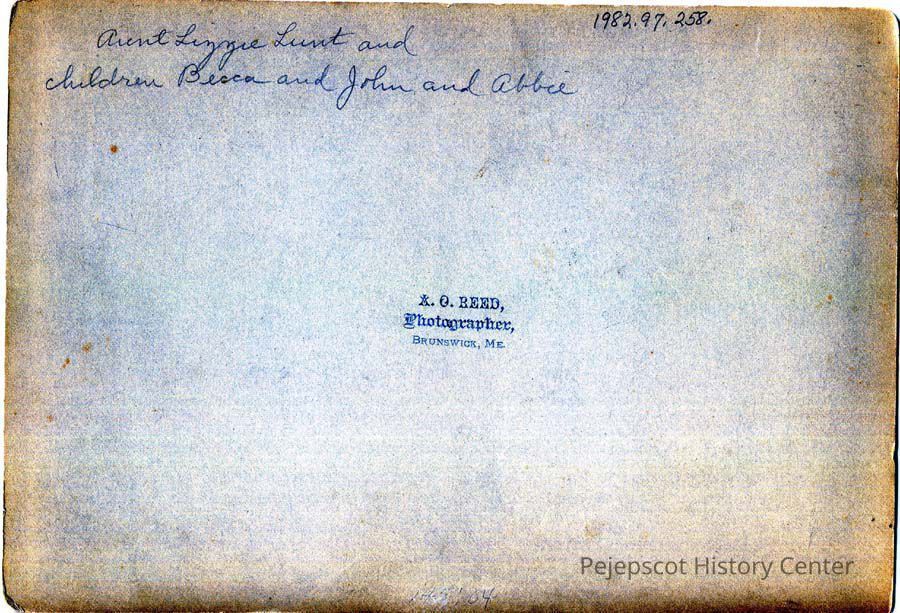 1982.97.258.
Aunt Lizzie Lunt and
children Becca and John and Abbie
A. O. REED,
Photographer,
BRUNSWICK, ME.
Pejepscot History Center